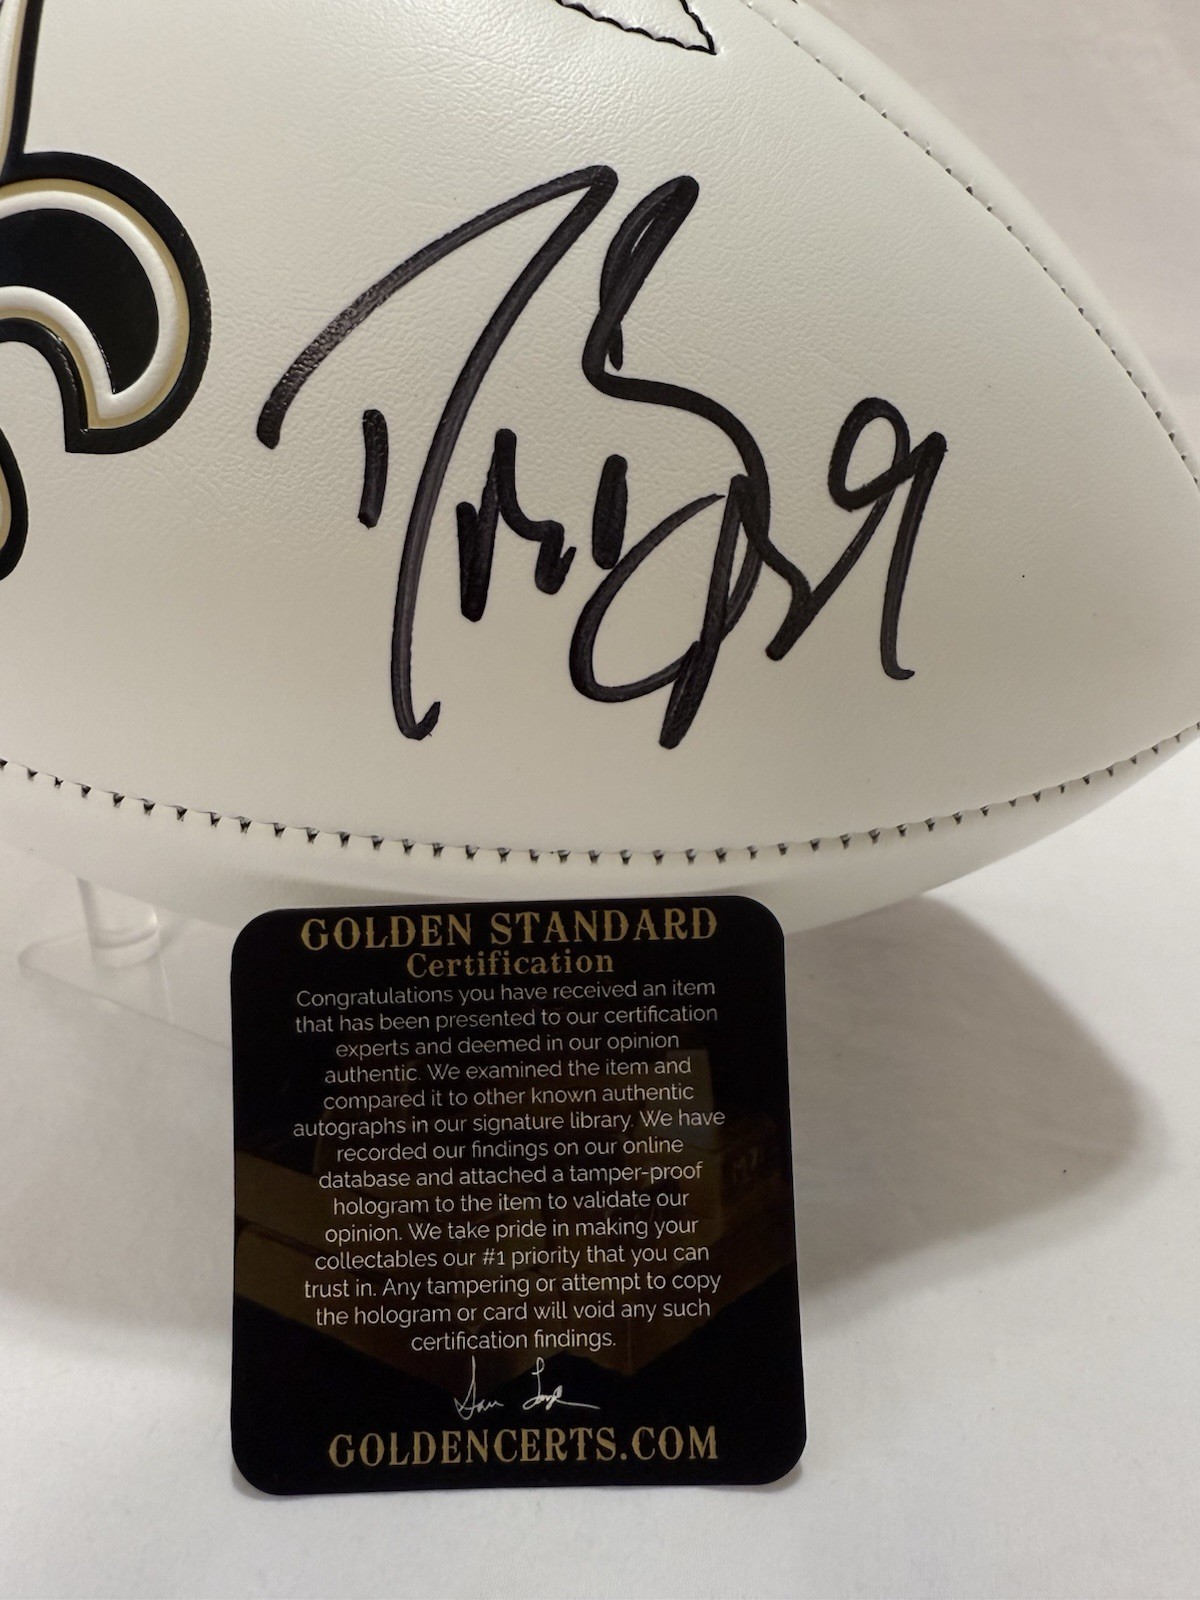 GOLDEN STANDARD
Certification
Congratulations you have received an item
that has been presented to our certification
experts and deemed in our opinion
authentic. We examined the item and
compared it to other known authentic
autographs in our signature library. We have
recorded our findings on our online
database and attached a tamper-proof
hologram to the item to validate our
opinion. We take pride in making your
collectables our #1 priority that you can
trust in. Any tampering or attempt to copy
the hologram or card will void any such
certification findings.
GOLDENCERTS.COM